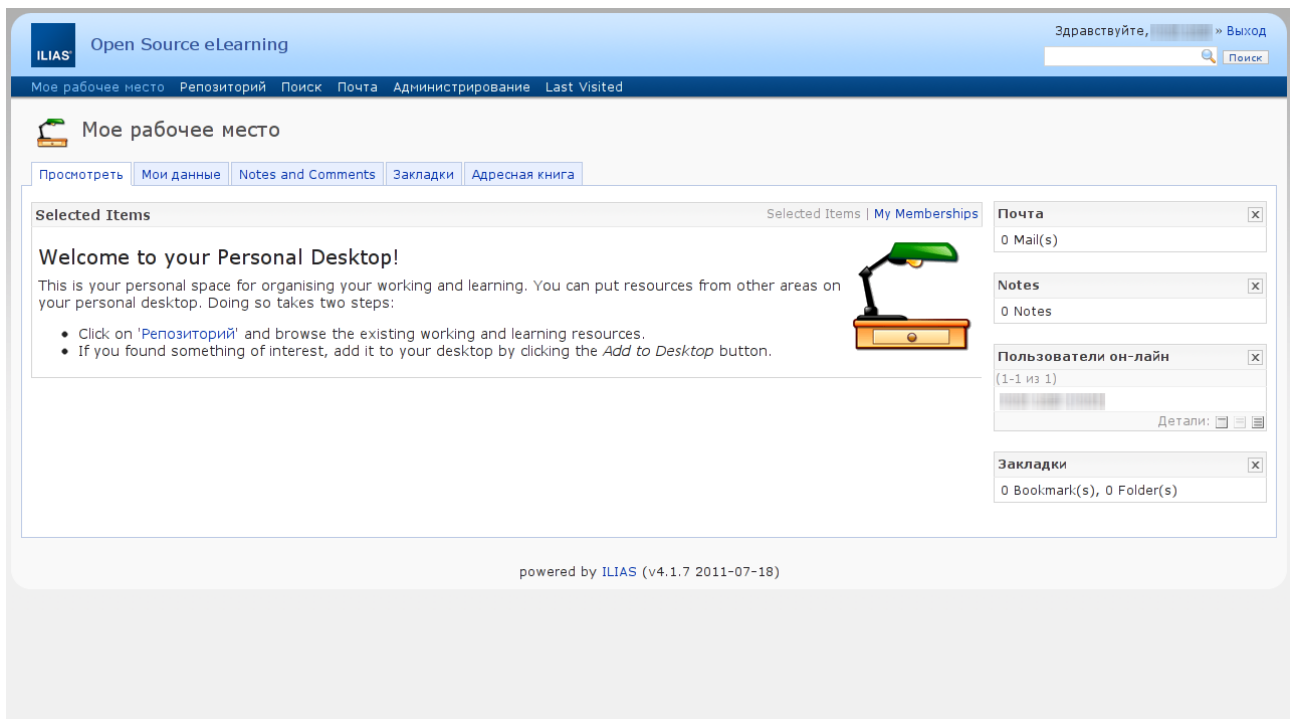 Здравствуйте, » Выход
ILIAS
Open Source eLearning
Поиск
Мое рабочее место Репозиторий Поиск Почта Администрирование Last Visited
Мое рабочее место
Просмотреть Мои данные Notes and Comments Закладки Адресная книга
Selected Items Selected Items | My Memberships
Welcome to your Personal Desktop!
This is your personal space for organising your working and learning. You can put resources from other areas on
your personal desktop. Doing so takes two steps:
• Click on 'Репозиторий' and browse the existing working and learning resources.
• If you found something of interest, add it to your desktop by clicking the Add to Desktop button.
Почта
0 Mail(s)
Notes
0 Notes
Пользователи он-лайн
(1-1 из 1)
Детали:
Закладки
0 Bookmark(s), 0 Folder(s)
powered by ILIAS (v4.1.7 2011-07-18)